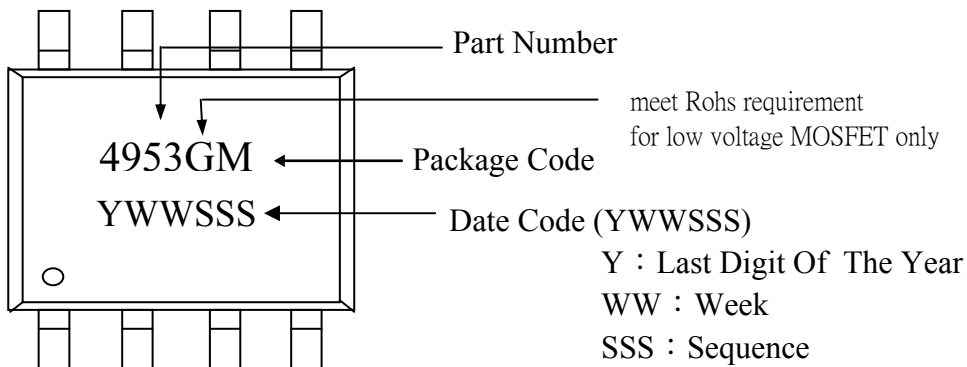 Part Number
meet Rohs requirement
for low voltage MOSFET only
4953GM
Package Code
YWWSSS
Date Code (YWWSSS)
Y：Last Digit Of The Year
WW：Week
SSS：Sequence